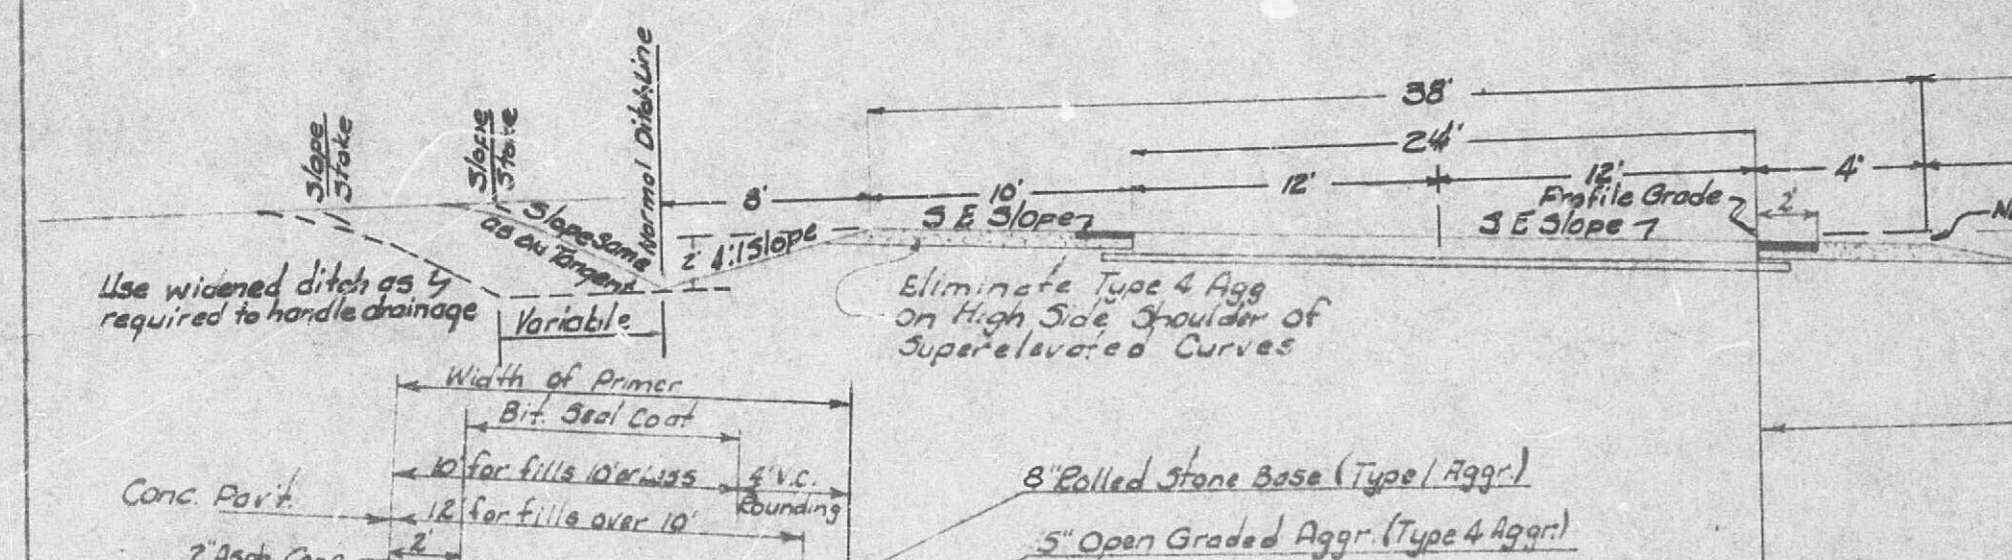 38'
24'
8'
10'
12'
12'
4'
2'
Slope
Stake
Slope
Stake
Normal Ditch Line
Slope Same
as on Tangent
2'
4:1 Slope
S E Slope
Profile Grade
S E Slope
Use widened ditch as
required to handle drainage
Variable
Eliminate Type 4 Agg
on High Side Shoulder of
Superelevated Curves
Width of Primer
Bit. Seal Coat
10' for fills 10' or less
4' V.C.
Rounding
Conc. Pav't.
12' for fills over 10'
2'
2" Asph. Conc.
8" Rolled Stone Base (Type 1 Aggr.)
5" Open Graded Aggr. (Type 4 Aggr.)